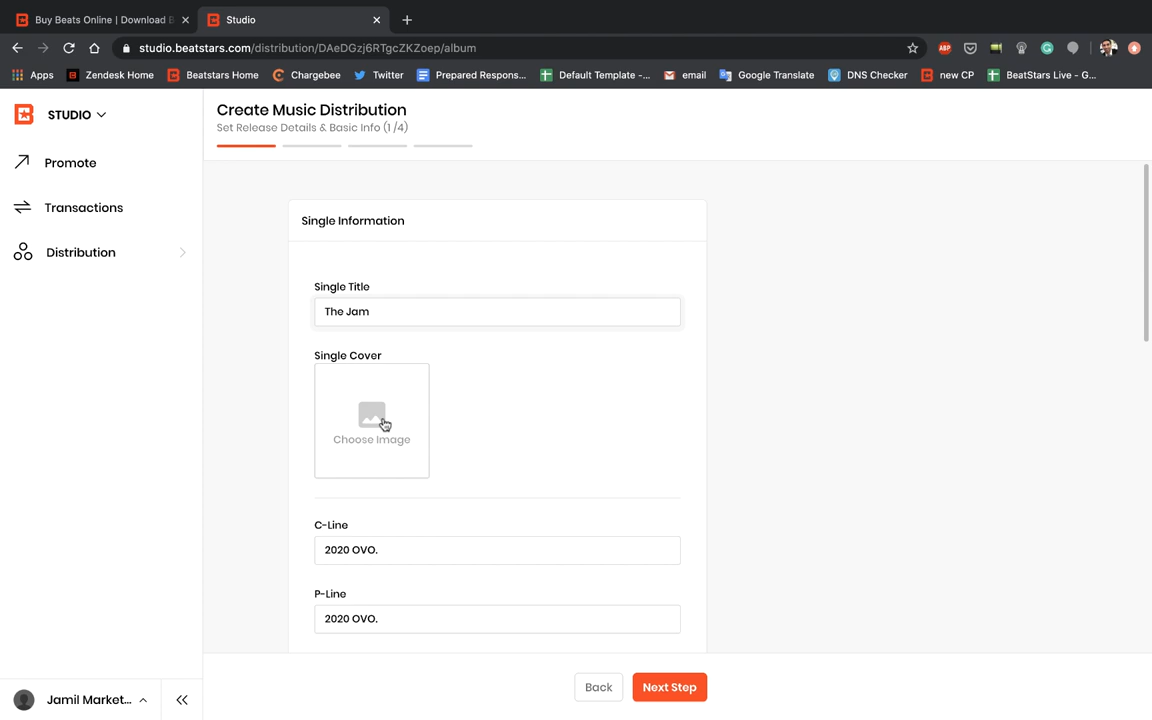 Buy Beats Online | Download B
Studio
studio.beatstars.com/distribution/DAeDGzj6RTgcZKZoep/album
ABP
Apps
Zendesk Home
Beatstars Home
Chargebee
Twitter
Prepared Respons...
Default Template -...
email
Google Translate
DNS Checker
new CP
BeatStars Live - G...
STUDIO
Promote
Transactions
Distribution
Create Music Distribution
Set Release Details & Basic Info (1 /4)
Single Information
Single Title
The Jam
Single Cover
Choose Image
C-Line
2020 OVO.
P-Line
2020 OVO.
Back
Next Step
Jamil Market...